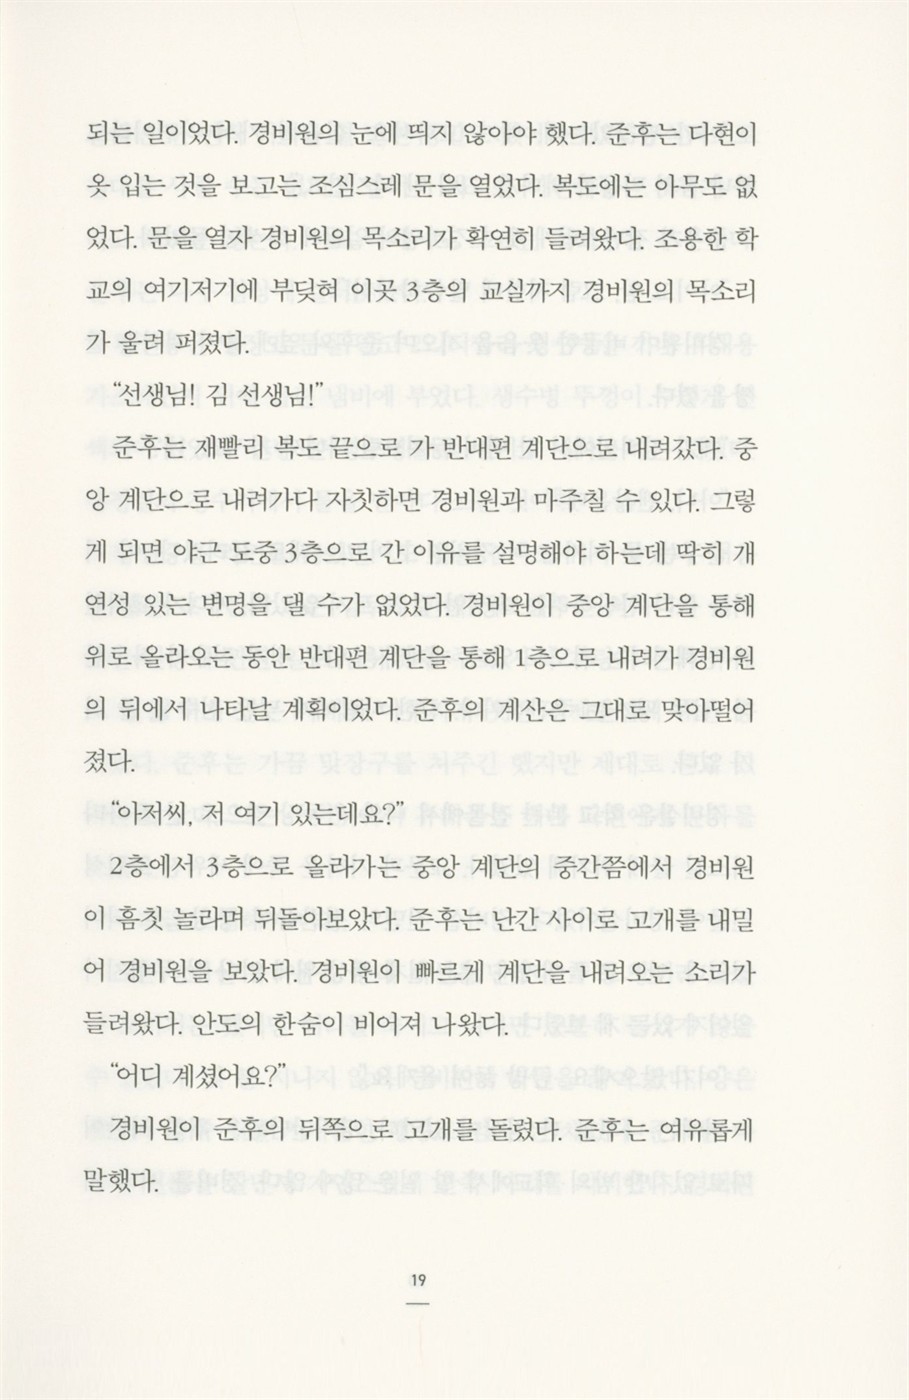 되는 일이었다. 경비원의 눈에 띄지 않아야 했다. 준후는 다현이
옷 입는 것을 보고는 조심스레 문을 열었다. 복도에는 아무도 없
었다. 문을 열자 경비원의 목소리가 확연히 들려왔다. 조용한 학
교의 여기저기에 부딪혀 이곳 3층의 교실까지 경비원의 목소리
가 울려 퍼졌다.
“선생님! 김 선생님!”
준후는 재빨리 복도 끝으로 가 반대편 계단으로 내려갔다. 중
앙 계단으로 내려가다 자칫하면 경비원과 마주칠 수 있다. 그렇
게 되면 야근 도중 3층으로 간 이유를 설명해야 하는데 딱히 개
연성 있는 변명을 댈 수가 없었다. 경비원이 중앙 계단을 통해
위로 올라오는 동안 반대편 계단을 통해 1층으로 내려가 경비원
의 뒤에서 나타날 계획이었다. 준후의 계산은 그대로 맞아떨어
졌다.
“아저씨, 저 여기 있는데요?”
2층에서 3층으로 올라가는 중앙 계단의 중간쯤에서 경비원
이 흠칫 놀라며 뒤돌아보았다. 준후는 난간 사이로 고개를 내밀
어 경비원을 보았다. 경비원이 빠르게 계단을 내려오는 소리가
들려왔다. 안도의 한숨이 비어져 나왔다.
“어디 계셨어요?”
경비원이 준후의 뒤쪽으로 고개를 돌렸다. 준후는 여유롭게
말했다.
19